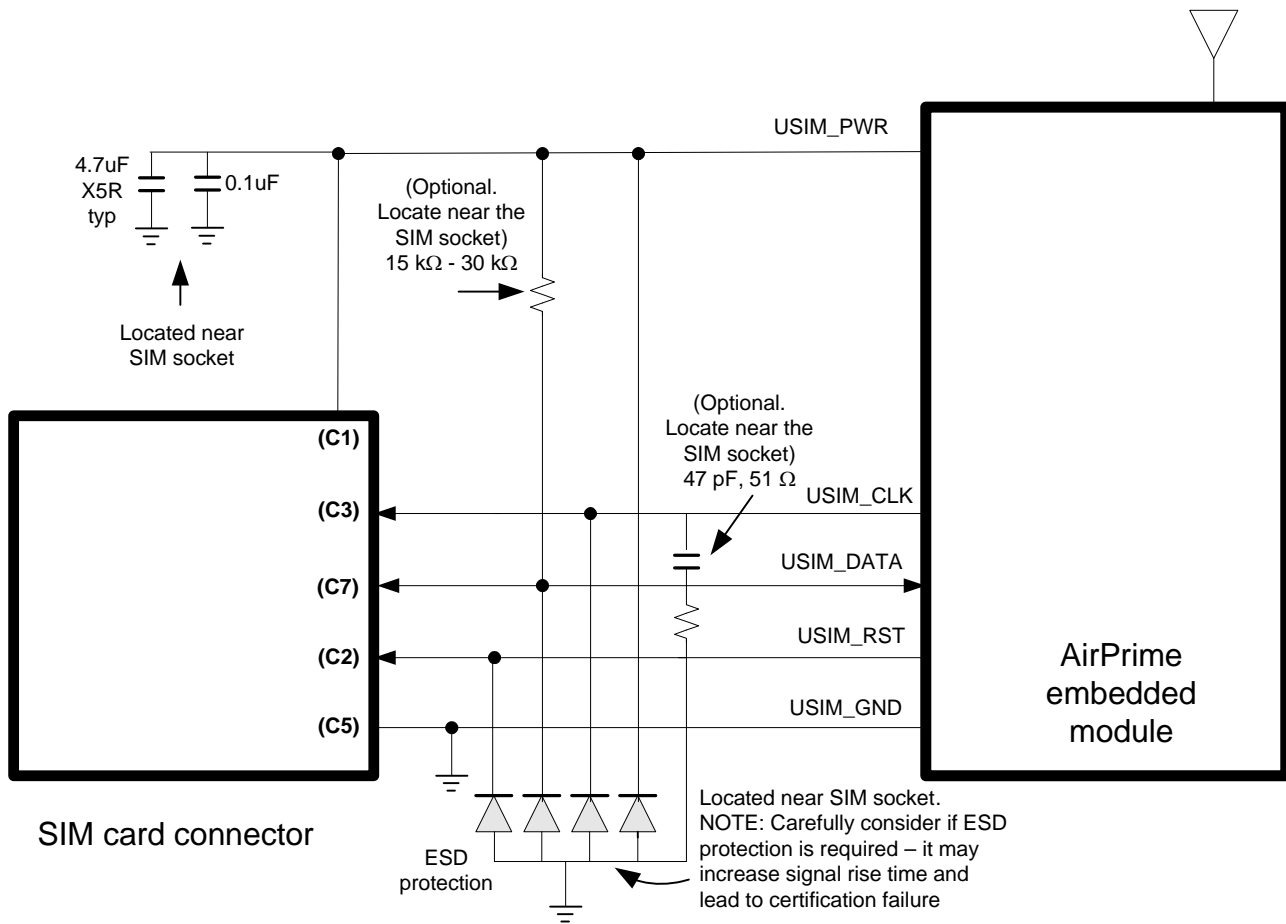 USIM_PWR
4.7uF
X5R
typ
0.1uF
(Optional.
Locate near the
SIM socket)
15 kΩ - 30 kΩ
Located near
SIM socket
(Optional.
Locate near the
SIM socket)
47 pF, 51 Ω
(C1)
(C3)
USIM_CLK
(C7)
USIM_DATA
(C2)
USIM_RST
(C5)
USIM_GND
AirPrime
embedded
module
SIM card connector
ESD
protection
Located near SIM socket.
NOTE: Carefully consider if ESD
protection is required – it may
increase signal rise time and
lead to certification failure